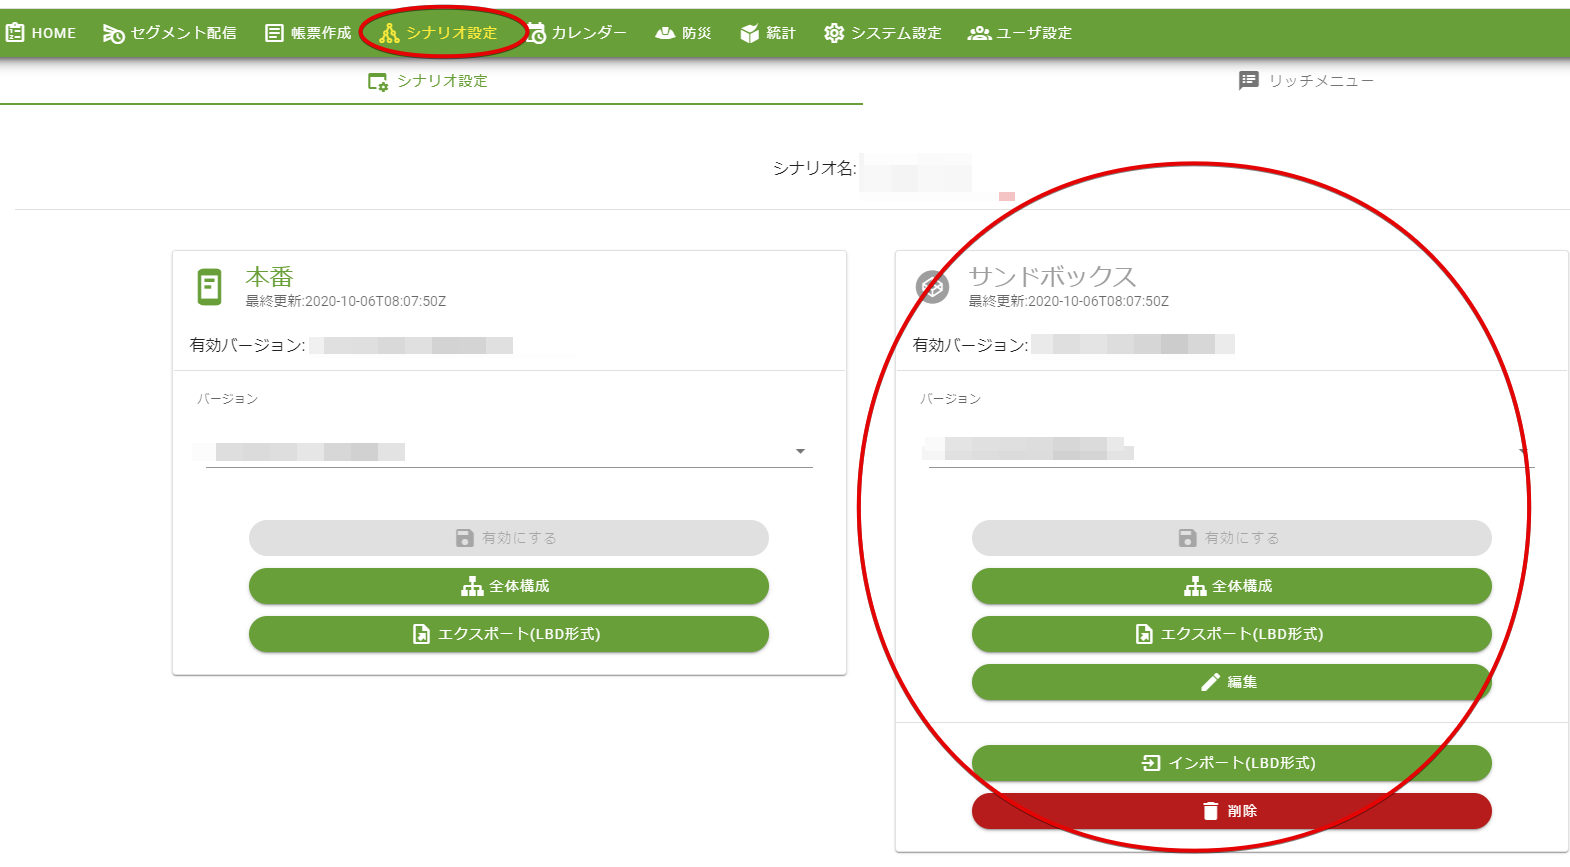 HOME セグメント配信 帳票作成 シナリオ設定 カレンダー 防災 統計 システム設定 ユーザ設定
シナリオ設定 リッチメニュー
シナリオ名:
本番
最終更新:2020-10-06T08:07:50Z
有効バージョン:
バージョン
有効にする
全体構成
エクスポート(LBD形式)
サンドボックス
最終更新:2020-10-06T08:07:50Z
有効バージョン:
バージョン
有効にする
全体構成
エクスポート(LBD形式)
編集
インポート(LBD形式)
削除